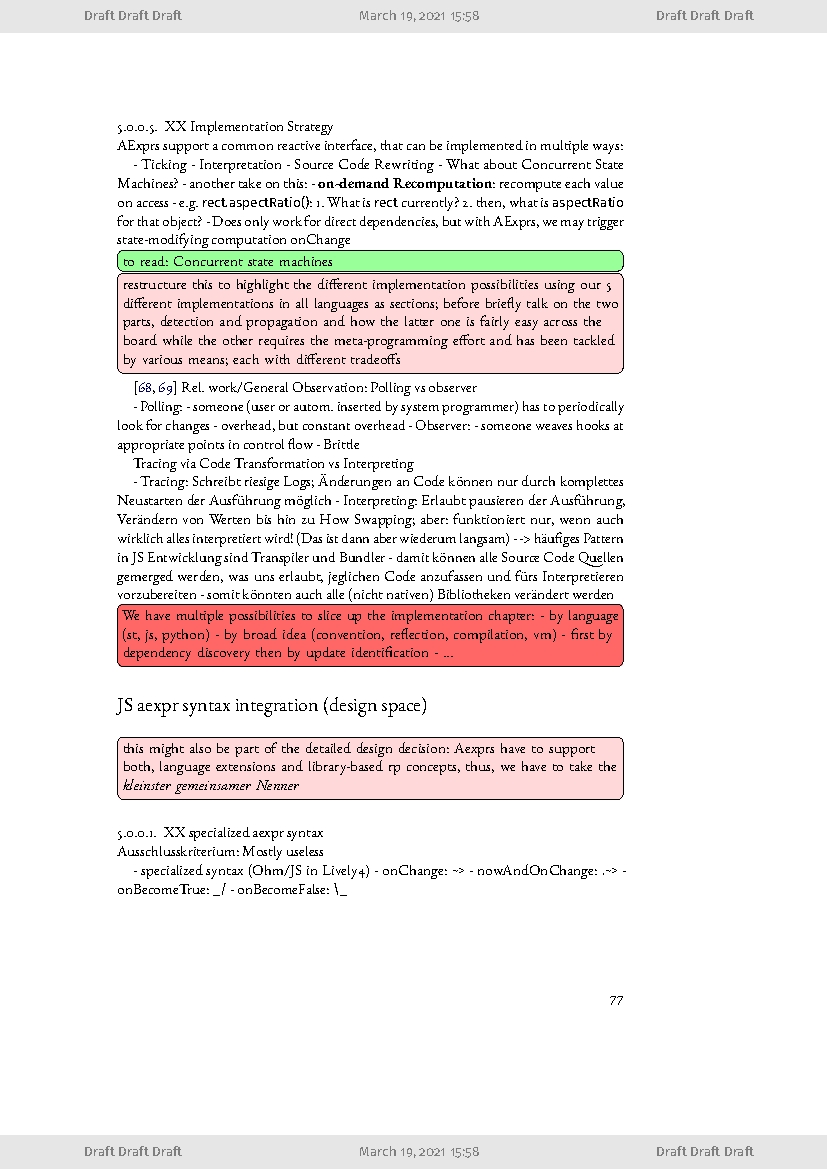 Draft Draft Draft March 19, 2021 15:58 Draft Draft Draft
5.0.0.5. XX Implementation Strategy
AExprs support a common reactive interface, that can be implemented in multiple ways:
- Ticking - Interpretation - Source Code Rewriting - What about Concurrent State
Machines? - another take on this: - on-demand Recomputation: recompute each value
on access - e.g. rect.aspectRatio(): 1. What is rect currently? 2. then, what is aspectRatio
for that object? - Does only work for direct dependencies, but with AExprs, we may trigger
state-modifying computation onChange
to read: Concurrent state machines
restructure this to highlight the different implementation possibilities using our 5
different implementations in all languages as sections; before briefly talk on the two
parts, detection and propagation and how the latter one is fairly easy across the
board while the other requires the meta-programming effort and has been tackled
by various means; each with different tradeoffs
[68, 69] Rel. work/General Observation: Polling vs observer
- Polling: - someone (user or autom. inserted by system programmer) has to periodically
look for changes - overhead, but constant overhead - Observer: - someone weaves hooks at
appropriate points in control flow - Brittle
Tracing via Code Transformation vs Interpreting
- Tracing: Schreibt riesige Logs; Änderungen an Code können nur durch komplettes
Neustarten der Ausführung möglich - Interpreting: Erlaubt pausieren der Ausführung,
Verändern von Werten bis hin zu How Swapping; aber: funktioniert nur, wenn auch
wirklich alles interpretiert wird! (Das ist dann aber wiederum langsam) --> häufiges Pattern
in JS Entwicklung sind Transpiler und Bundler - damit können alle Source Code Quellen
gemerged werden, was uns erlaubt, jeglichen Code anzufassen und fürs Interpretieren
vorzubereiten - somit könnten auch alle (nicht nativen) Bibliotheken verändert werden
We have multiple possibilities to slice up the implementation chapter: - by language
(st, js, python) - by broad idea (convention, reflection, compilation, vm) - first by
dependency discovery then by update identification - ...
JS aexpr syntax integration (design space)
this might also be part of the detailed design decision: Aexprs have to support
both, language extensions and library-based rp concepts, thus, we have to take the
kleinster gemeinsamer Nenner
5.0.0.1. XX specialized aexpr syntax
Ausschlusskriterium: Mostly useless
- specialized syntax (Ohm/JS in Lively4) - onChange: ~> - nowAndOnChange: .~> -
onBecomeTrue: _/ - onBecomeFalse: \_
77
Draft Draft Draft March 19, 2021 15:58 Draft Draft Draft